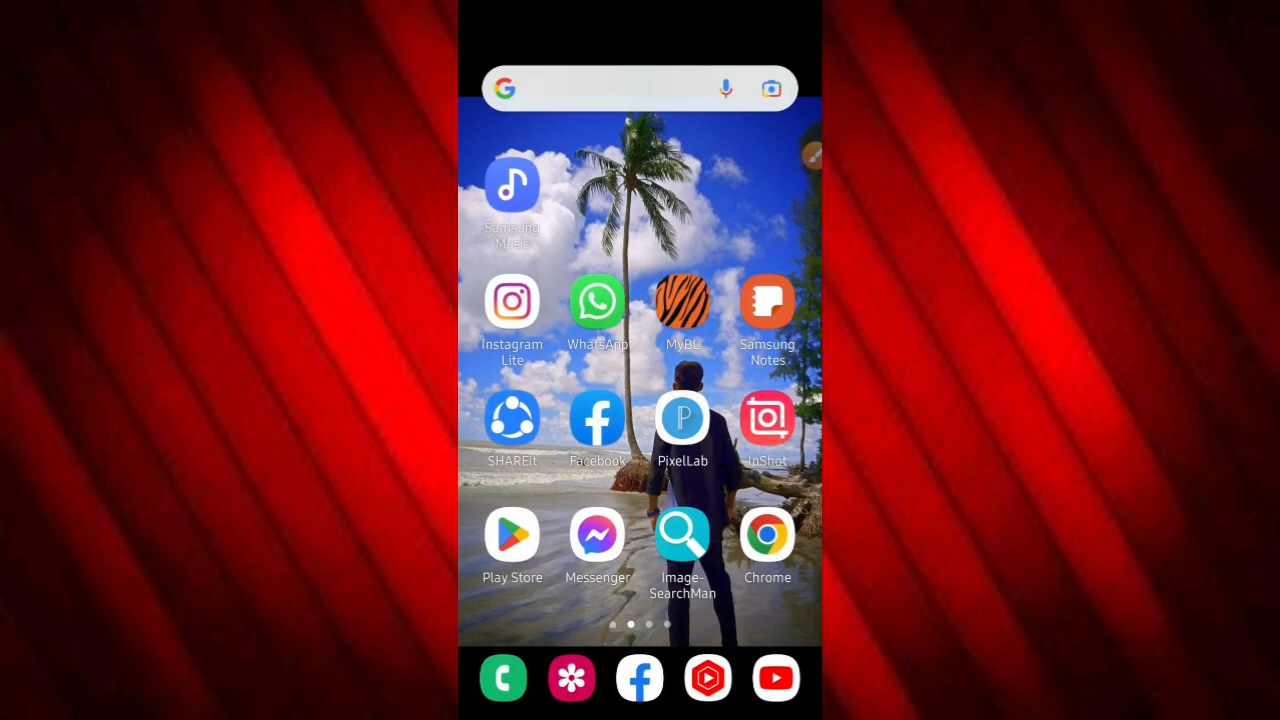 Samsung
Music
Instagram
Lite
WhatsApp
MyBL
Samsung
Notes
SHAREit
Facebook
PixelLab
InShot
Play Store
Messenger
Image-
SearchMan
Chrome